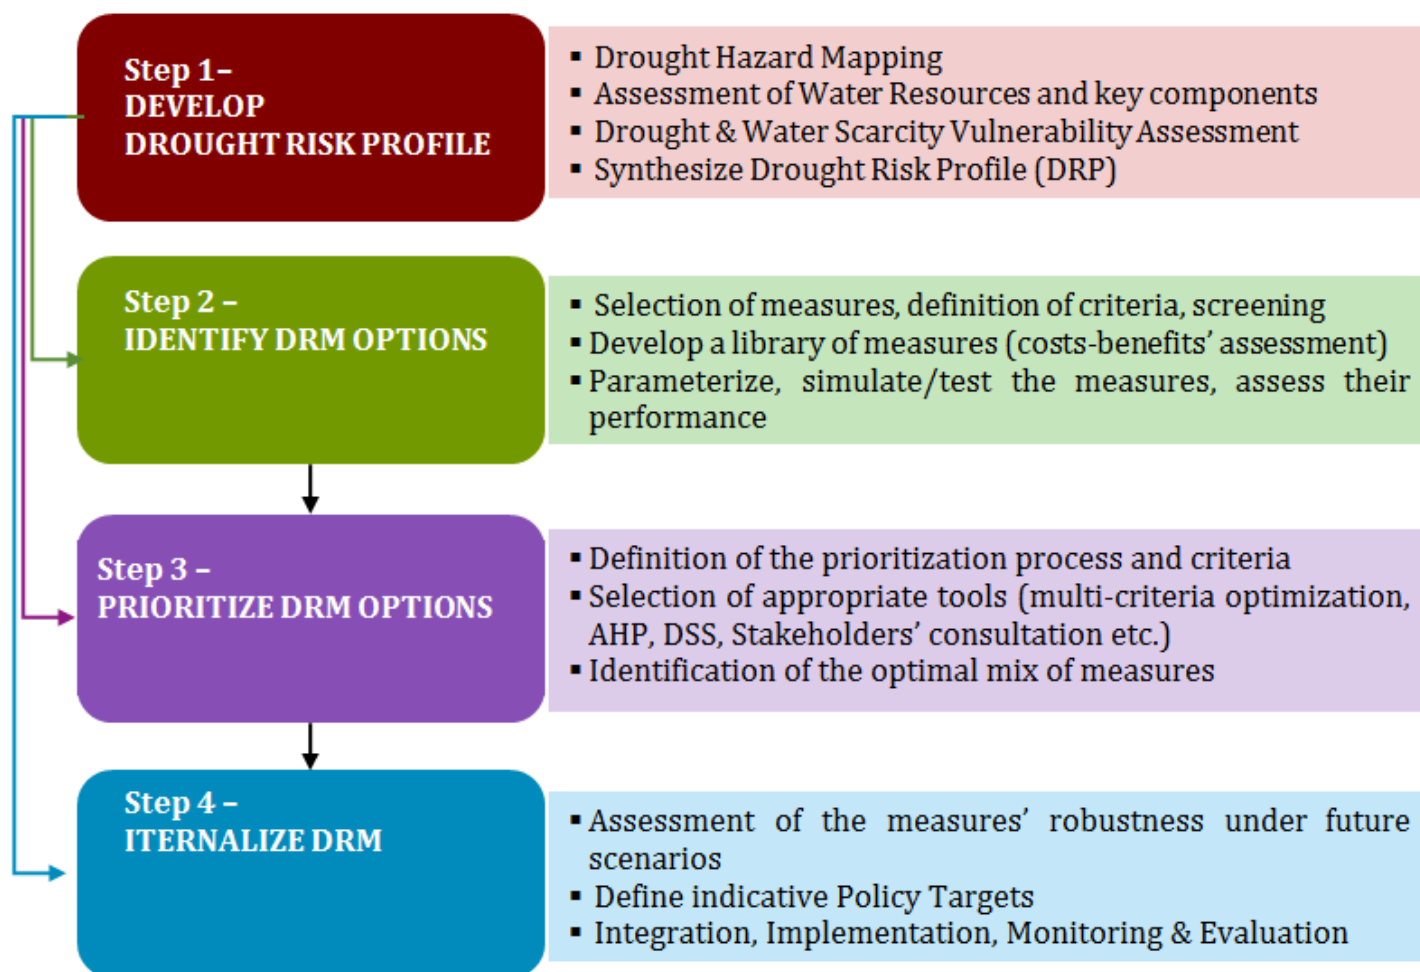 Step 1–
DEVELOP
DROUGHT RISK PROFILE
▪ Drought Hazard Mapping
▪ Assessment of Water Resources and key components
▪ Drought & Water Scarcity Vulnerability Assessment
▪ Synthesize Drought Risk Profile (DRP)
Step 2 –
IDENTIFY DRM OPTIONS
▪ Selection of measures, definition of criteria, screening
▪ Develop a library of measures (costs-benefits’ assessment)
▪ Parameterize, simulate/test the measures, assess their
performance
Step 3 –
PRIORITIZE DRM OPTIONS
▪ Definition of the prioritization process and criteria
▪ Selection of appropriate tools (multi-criteria optimization,
AHP, DSS, Stakeholders’ consultation etc.)
▪ Identification of the optimal mix of measures
Step 4 –
ITERNALIZE DRM
▪ Assessment of the measures’ robustness under future
scenarios
▪ Define indicative Policy Targets
▪ Integration, Implementation, Monitoring & Evaluation